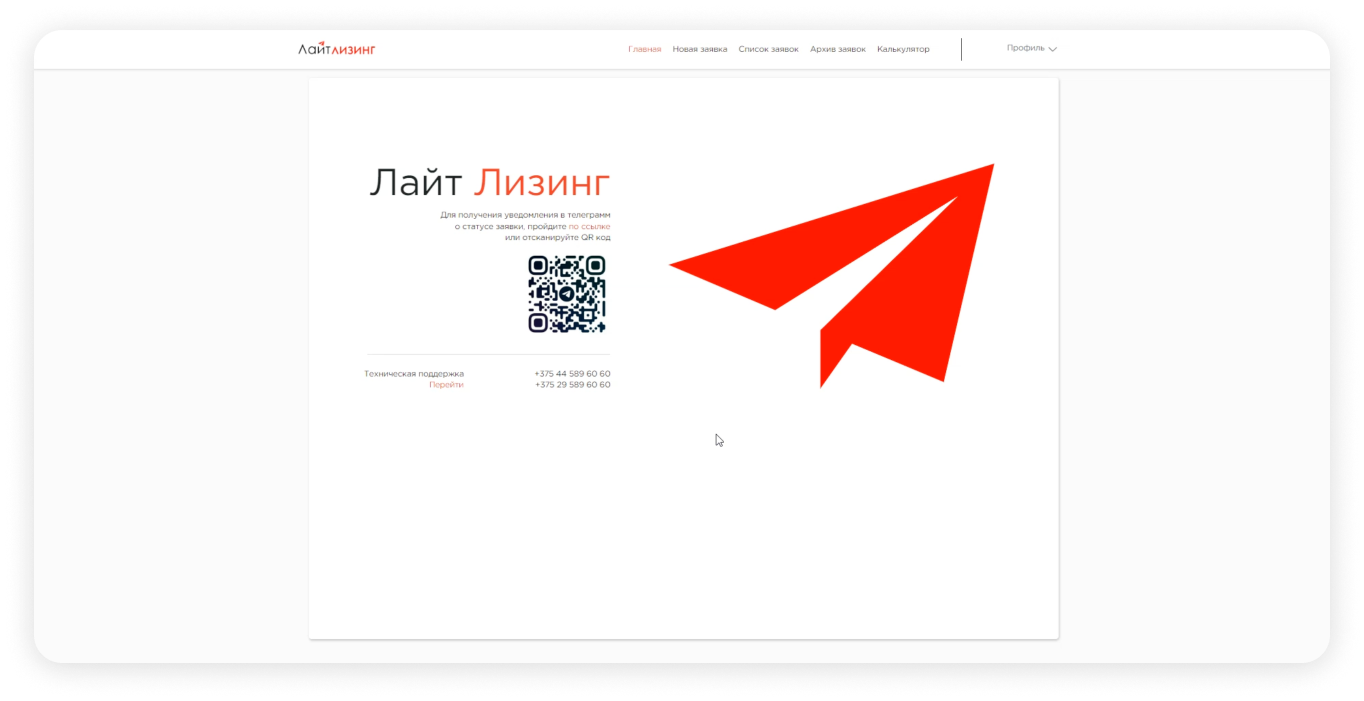 Лайтлизинг
Главная Новая заявка Список заявок Архив заявок Калькулятор Профиль
Лайт Лизинг
Для получения уведомления в телеграмм
о статусе заявки, пройдите по ссылке
или отсканируйте QR код
Техническая поддержка +375 44 589 60 60
Перейти +375 29 589 60 60